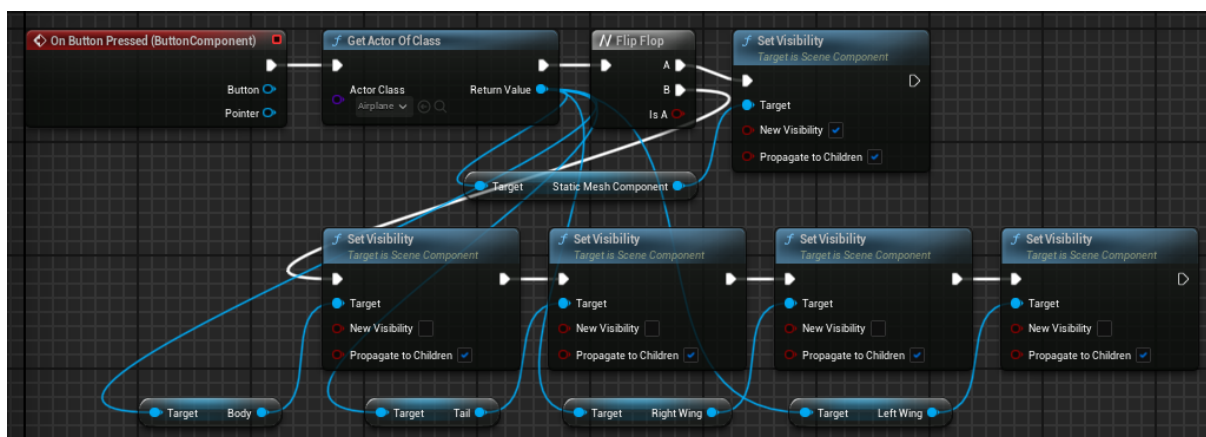 On Button Pressed (ButtonComponent)
Button
Pointer
f Get Actor Of Class
Actor Class
Airplane
Return Value
Flip Flop
A
B
Is A
f Set Visibility
Target is Scene Component
Target
New Visibility
Propagate to Children
Target Static Mesh Component
f Set Visibility
Target is Scene Component
Target
New Visibility
Propagate to Children
f Set Visibility
Target is Scene Component
Target
New Visibility
Propagate to Children
f Set Visibility
Target is Scene Component
Target
New Visibility
Propagate to Children
f Set Visibility
Target is Scene Component
Target
New Visibility
Propagate to Children
Target Body
Target Tail
Target Right Wing
Target Left Wing